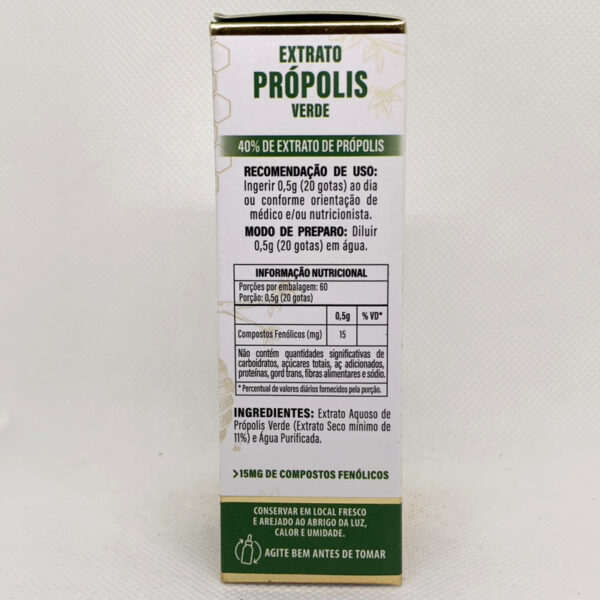 EXTRATO
PRÓPOLIS
VERDE
40% DE EXTRATO DE PRÓPOLIS
RECOMENDAÇÃO DE USO:
Ingerir 0,5g (20 gotas) ao dia
ou conforme orientação de
médico e/ou nutricionista.
MODO DE PREPARO: Diluir
0,5g (20 gotas) em água.
INFORMAÇÃO NUTRICIONAL
Porções por embalagem: 60
Porção: 0,5g (20 gotas)
0,5g % VD*
Compostos Fenólicos (mg) 15
Não contém quantidades significativas de
carboidratos, açúcares totais, aç adicionados,
proteínas, gord trans, fibras alimentares e sódio.
* Percentual de valores diários fornecidos pela porção.
INGREDIENTES: Extrato Aquoso de
Própolis Verde (Extrato Seco mínimo de
11%) e Água Purificada.
>15MG DE COMPOSTOS FENÓLICOS
CONSERVAR EM LOCAL FRESCO
E AREJADO AO ABRIGO DA LUZ,
CALOR E UMIDADE.
AGITE BEM ANTES DE TOMAR